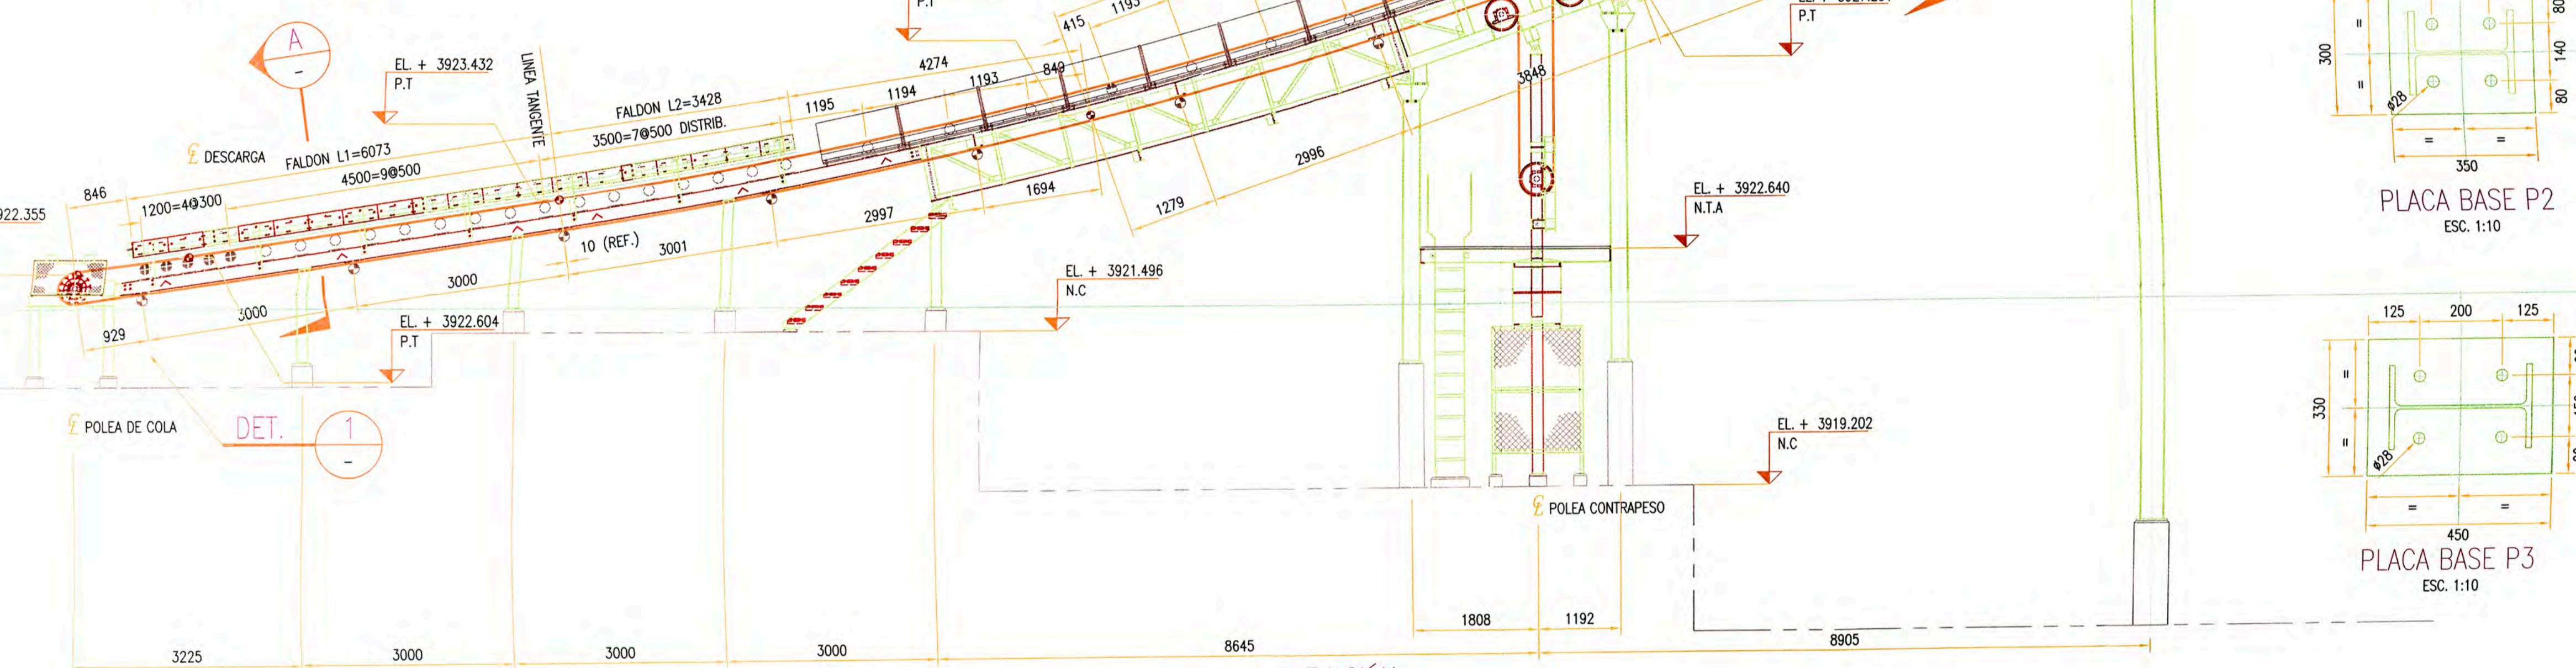 A
-
EL. + 3923.432
P.T
LINEA TANGENTE
P.T
415
1193
4274
1193
849
1195
1194
FALDON L2=3428
3500=7@500 DISTRIB.
℄ DESCARGA
FALDON L1=6073
4500=9@500
846
1200=4@300
922.355
929
3000
3000
10 (REF.)
3001
2997
1694
1279
2996
3848
P.T
EL. + 3922.604
P.T
EL. + 3921.496
N.C
EL. + 3922.640
N.T.A
EL. + 3919.202
N.C
℄ POLEA DE COLA
DET.
1
-
℄ POLEA CONTRAPESO
1808
1192
3225
3000
3000
3000
8645
8905
300
=
=
ø28
=
=
350
140
80
PLACA BASE P2
ESC. 1:10
125
200
125
330
=
=
ø28
=
=
450
PLACA BASE P3
ESC. 1:10